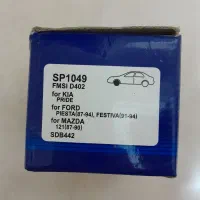 SP1049
FMSI D402
for KIA
PRIDE
for FORD
PIESTA(87-94), FESTIVA(91-94)
for MAZDA
121(87-90)
SDB442